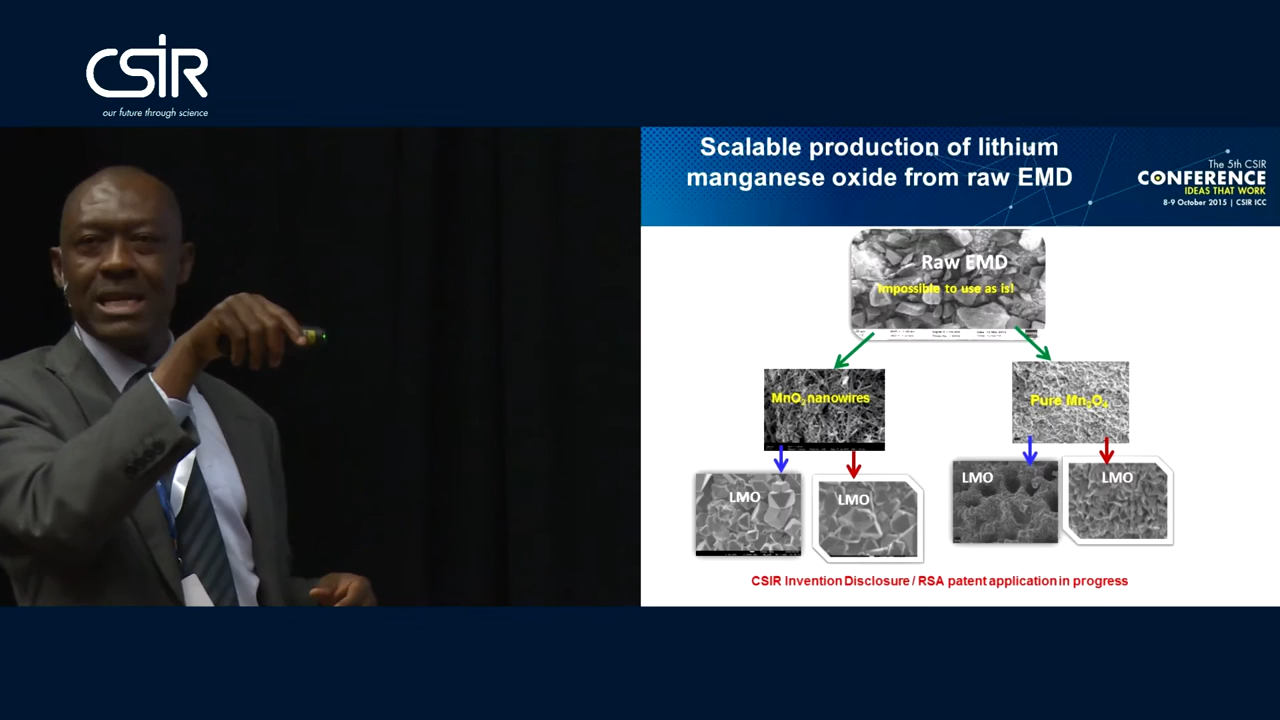 CSIR
our future through science
Scalable production of lithium
manganese oxide from raw EMD
The 5th CSIR
CONFERENCE
IDEAS THAT WORK
8-9 October 2015 | CSIR ICC
Raw EMD
Impossible to use as is!
MnO2 nanowires
Pure Mn3O4
LMO
LMO
LMO
LMO
CSIR Invention Disclosure / RSA patent application in progress